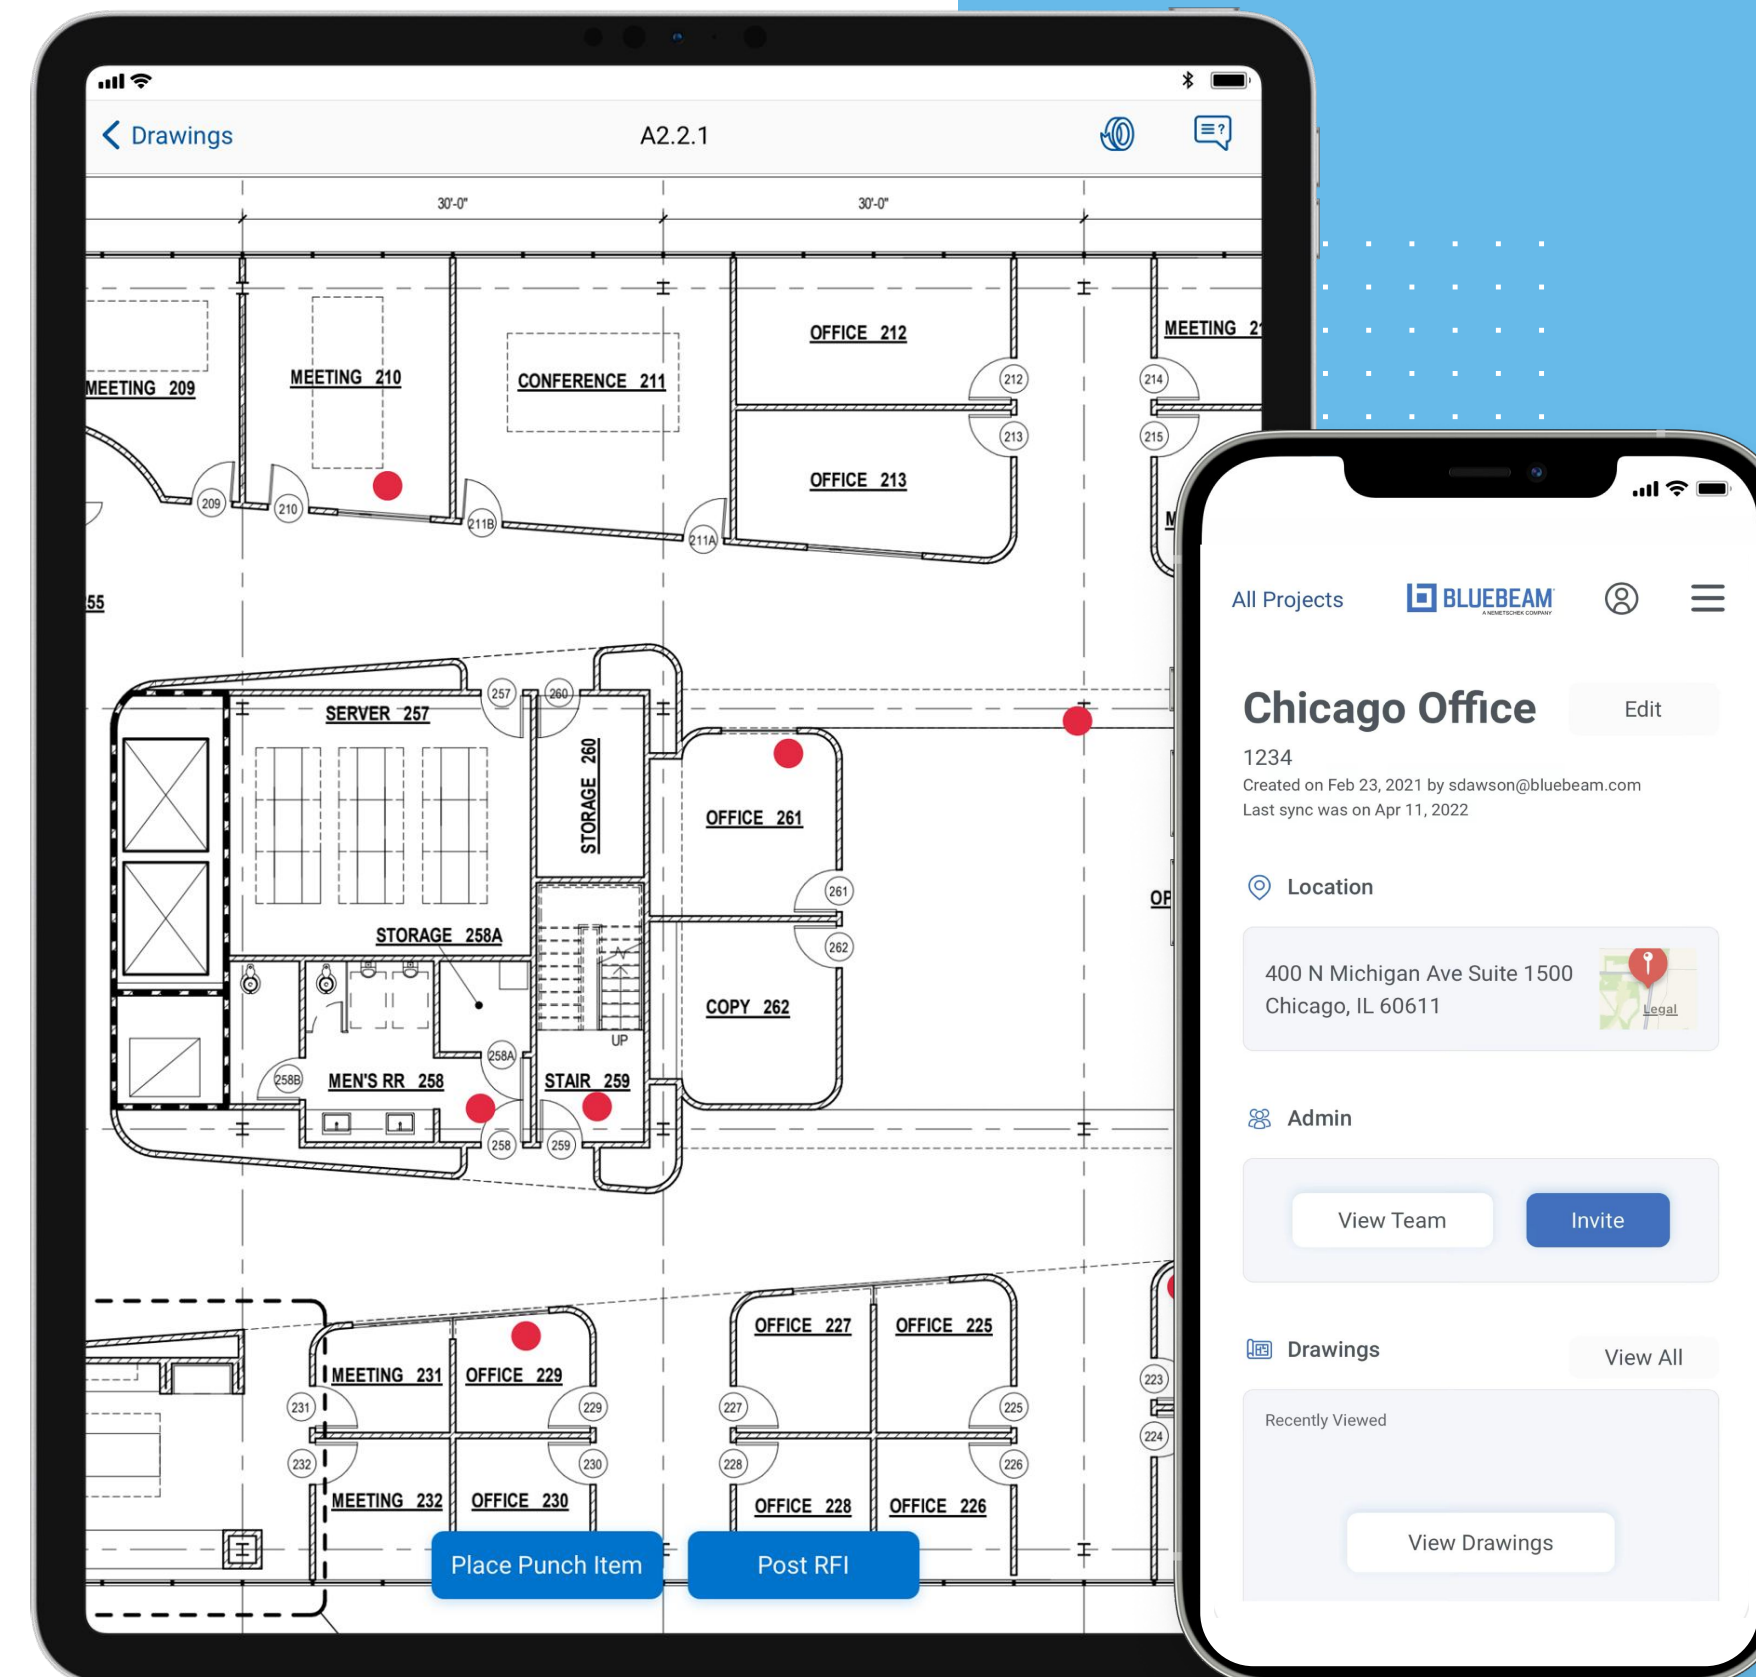 Drawings
A2.2.1
30'-0"
30'-0"
OFFICE 212
MEETING 21
MEETING 209
MEETING 210
CONFERENCE 211
212
214
213
215
OFFICE 213
209
210
211B
211A
55
257
260
SERVER 257
STORAGE 260
OFFICE 261
261
262
STORAGE 258A
COPY 262
UP
258A
258B
MEN'S RR 258
STAIR 259
258
259
OFFICE 227
OFFICE 225
MEETING 231
OFFICE 229
223
231
229
227
225
224
232
230
228
226
MEETING 232
OFFICE 230
OFFICE 228
OFFICE 226
Place Punch Item
Post RFI
All Projects
BLUEBEAM
A NEMETSCHEK COMPANY
Chicago Office
Edit
1234
Created on Feb 23, 2021 by sdawson@bluebeam.com
Last sync was on Apr 11, 2022
Location
400 N Michigan Ave Suite 1500
Chicago, IL 60611
Legal
Admin
View Team
Invite
Drawings
View All
Recently Viewed
View Drawings